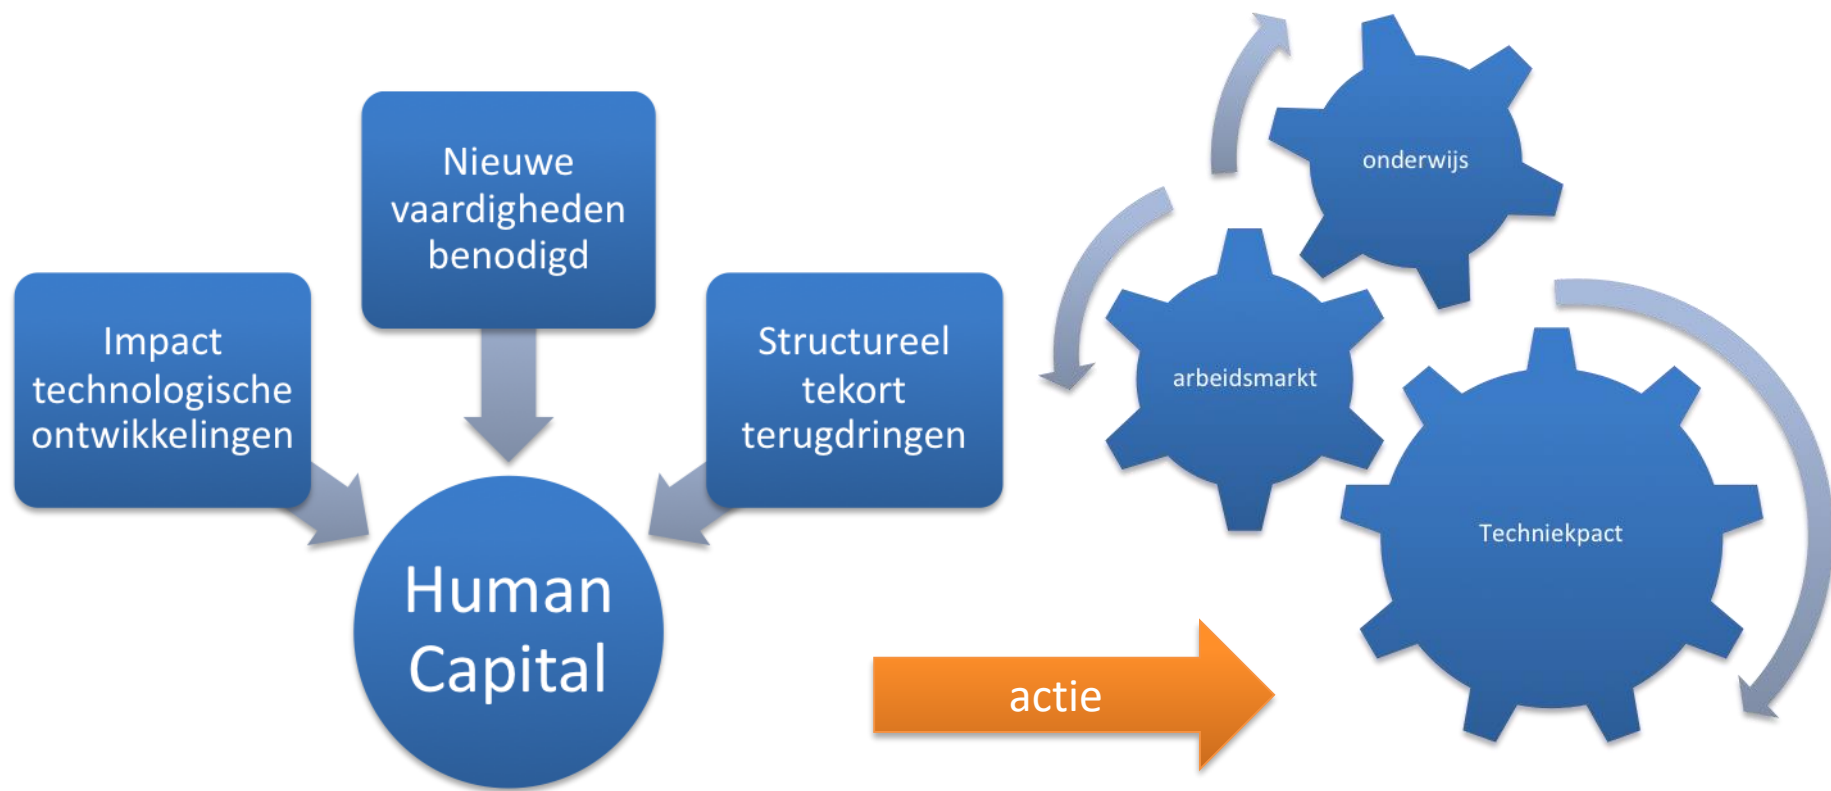 Nieuwe
vaardigheden
benodigd
Impact
technologische
ontwikkelingen
Structureel
tekort
terugdringen
Human
Capital
actie
onderwijs
arbeidsmarkt
Techniekpact